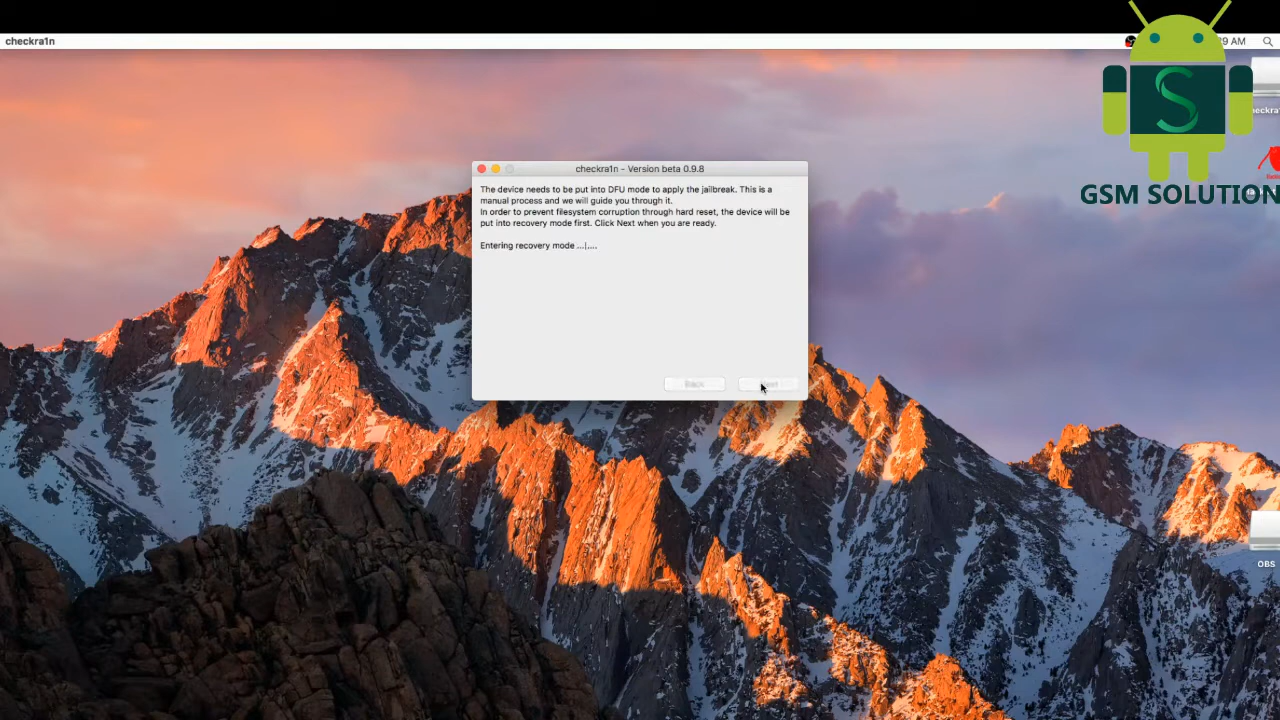 checkra1n
9 AM
GSM SOLUTION
checkra1n - Version beta 0.9.8
The device needs to be put into DFU mode to apply the jailbreak. This is a
manual process and we will guide you through it.
In order to prevent filesystem corruption through hard reset, the device will be
put into recovery mode first. Click Next when you are ready.
Entering recovery mode ...|....
Back
OBS